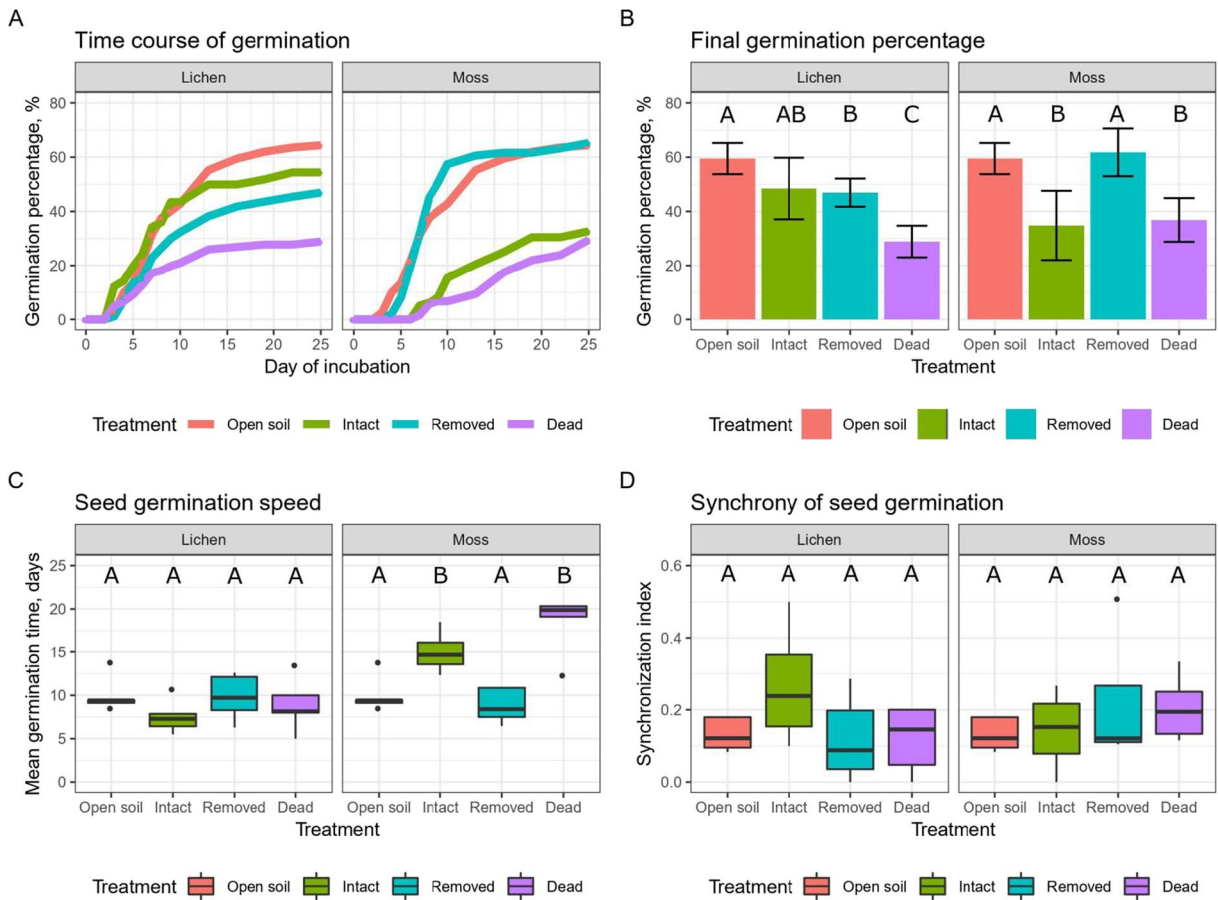 A
Time course of germination
Lichen
Moss
Germination percentage, %
80
60
40
20
0
0 5 10 15 20 25
0 5 10 15 20 25
Day of incubation
Treatment Open soil Intact Removed Dead
B
Final germination percentage
Lichen
Moss
Germination percentage, %
80
60
40
20
0
A AB B C
A B A B
Open soil Intact Removed Dead
Open soil Intact Removed Dead
Treatment
Treatment Open soil Intact Removed Dead
C
Seed germination speed
Lichen
Moss
Mean germination time, days
25
20
15
10
5
0
A A A A
A B A B
Open soil Intact Removed Dead
Open soil Intact Removed Dead
Treatment
Treatment Open soil Intact Removed Dead
D
Synchrony of seed germination
Lichen
Moss
Synchronization index
0.6
0.4
0.2
0.0
A A A A
A A A A
Open soil Intact Removed Dead
Open soil Intact Removed Dead
Treatment
Treatment Open soil Intact Removed Dead